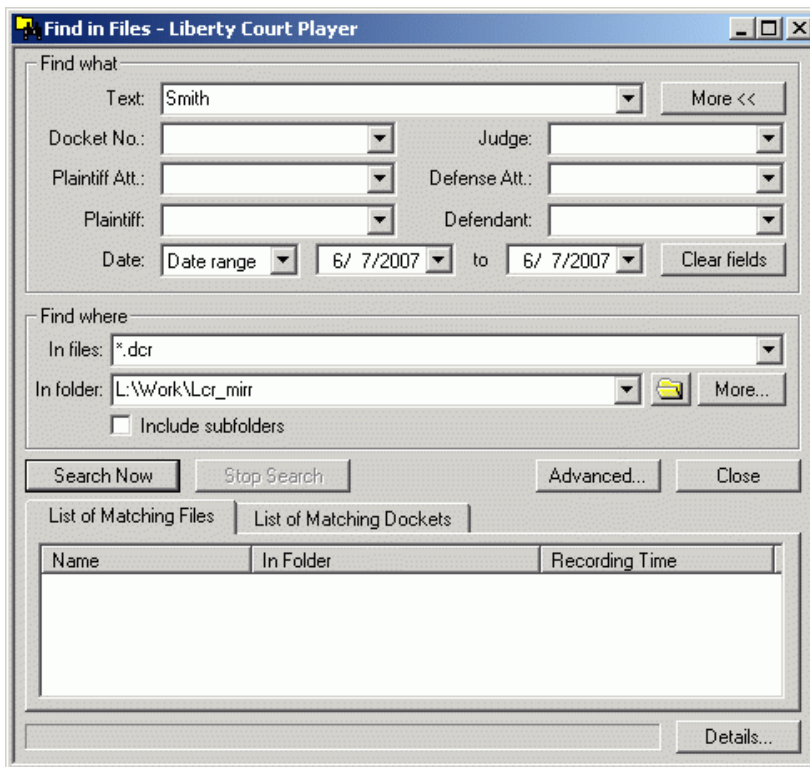 Find in Files - Liberty Court Player
Find what
Text: Smith More <<
Docket No.: Judge:
Plaintiff Att.: Defense Att.:
Plaintiff: Defendant:
Date: Date range 6/ 7/2007 to 6/ 7/2007 Clear fields
Find where
In files: *.dcr
In folder: L:\Work\Lcr_mirr More...
Include subfolders
Search Now Stop Search Advanced... Close
List of Matching Files List of Matching Dockets
Name In Folder Recording Time
Details...